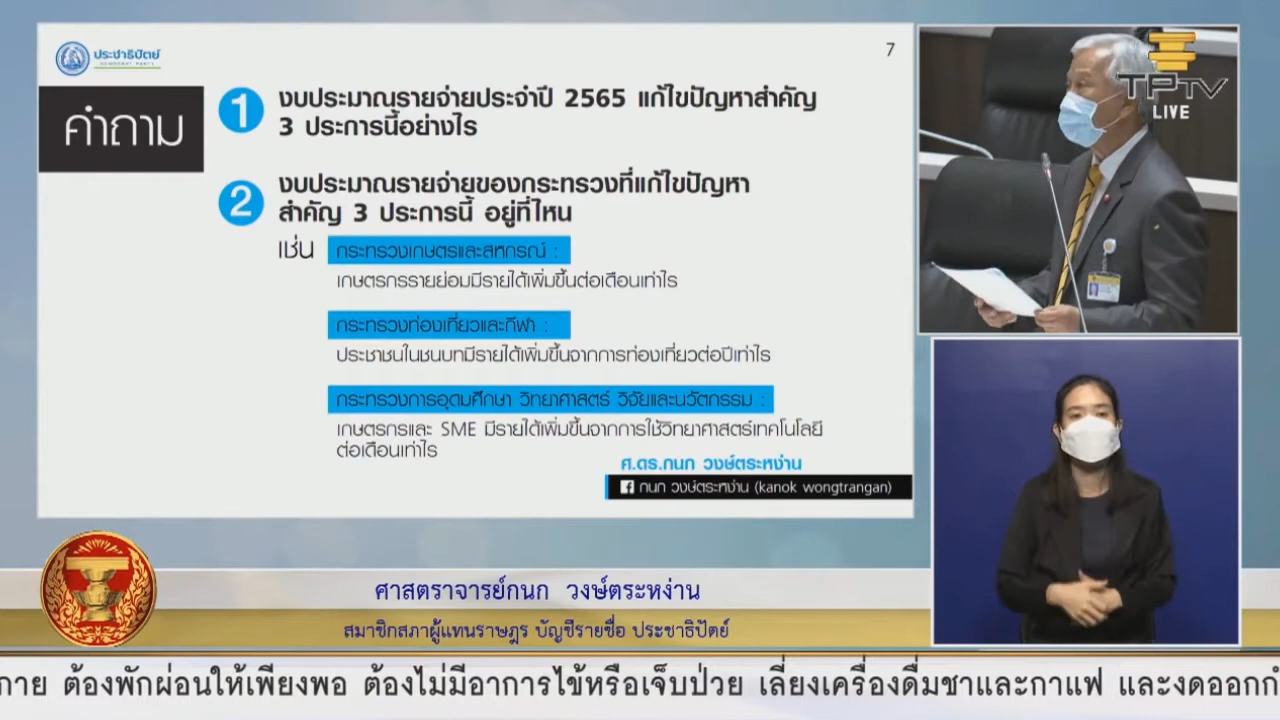 ประชาธิปัตย์
DEMOCRAT PARTY
7
คำถาม
1 งบประมาณรายจ่ายประจำปี 2565 แก้ไขปัญหาสำคัญ
3 ประการนี้อย่างไร
2 งบประมาณรายจ่ายของกระทรวงที่แก้ไขปัญหา
สำคัญ 3 ประการนี้ อยู่ที่ไหน
เช่น กระทรวงเกษตรและสหกรณ์ :
เกษตรกรรายย่อยมีรายได้เพิ่มขึ้นต่อเดือนเท่าไร
กระทรวงท่องเที่ยวและกีฬา :
ประชาชนในชนบทมีรายได้เพิ่มขึ้นจากการท่องเที่ยวต่อปีเท่าไร
กระทรวงการอุดมศึกษา วิทยาศาสตร์ วิจัยและนวัตกรรม :
เกษตรกรและ SME มีรายได้เพิ่มขึ้นจากการใช้วิทยาศาสตร์เทคโนโลยี
ต่อเดือนเท่าไร
ศ.ดร.กนก วงษ์ตระหง่าน
กนก วงษ์ตระหง่าน (kanok wongtrangan)
TPTV
LIVE
ศาสตราจารย์กนก วงษ์ตระหง่าน
สมาชิกสภาผู้แทนราษฎร บัญชีรายชื่อ ประชาธิปัตย์
กาย ต้องพักผ่อนให้เพียงพอ ต้องไม่มีอาการไข้หรือเจ็บป่วย เลี่ยงเครื่องดื่มชาและกาแฟ และงดออกก